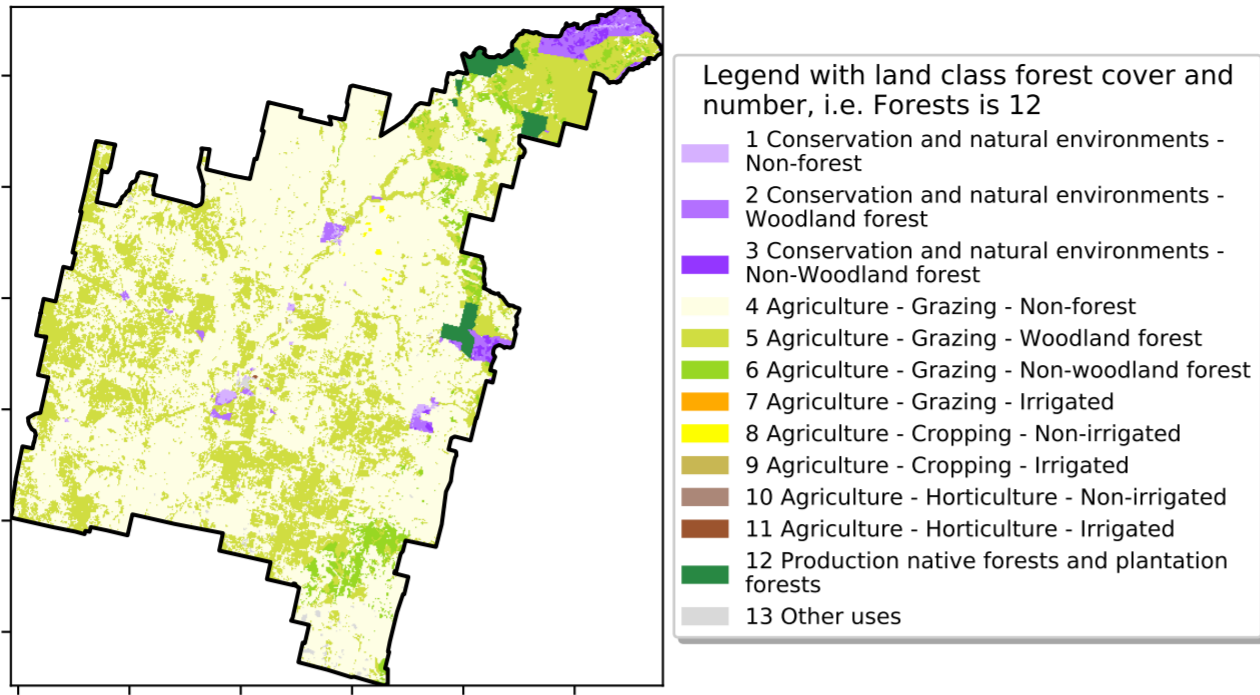 Legend with land class forest cover and
number, i.e. Forests is 12
1 Conservation and natural environments -
Non-forest
2 Conservation and natural environments -
Woodland forest
3 Conservation and natural environments -
Non-Woodland forest
4 Agriculture - Grazing - Non-forest
5 Agriculture - Grazing - Woodland forest
6 Agriculture - Grazing - Non-woodland forest
7 Agriculture - Grazing - Irrigated
8 Agriculture - Cropping - Non-irrigated
9 Agriculture - Cropping - Irrigated
10 Agriculture - Horticulture - Non-irrigated
11 Agriculture - Horticulture - Irrigated
12 Production native forests and plantation
forests
13 Other uses